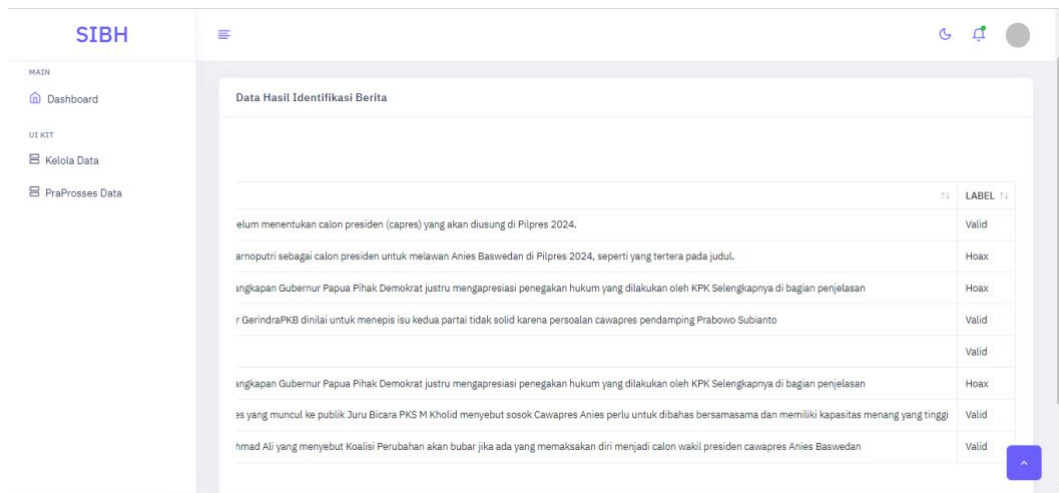 SIBH
MAIN
Dashboard
UI KIT
Kelola Data
PraProsses Data
Data Hasil Identifikasi Berita
LABEL
elum menentukan calon presiden (capres) yang akan diusung di Pilpres 2024.
Valid
arnoputri sebagai calon presiden untuk melawan Anies Baswedan di Pilpres 2024, seperti yang tertera pada judul.
Hoax
angkapan Gubernur Papua Pihak Demokrat justru mengapresiasi penegakan hukum yang dilakukan oleh KPK Selengkapnya di bagian penjelasan
Hoax
r GerindraPKB dinilai untuk menepis isu kedua partai tidak solid karena persoalan cawapres pendamping Prabowo Subianto
Valid
Valid
angkapan Gubernur Papua Pihak Demokrat justru mengapresiasi penegakan hukum yang dilakukan oleh KPK Selengkapnya di bagian penjelasan
Hoax
es yang muncul ke publik Juru Bicara PKS M Kholid menyebut sosok Cawapres Anies perlu untuk dibahas bersamasama dan memiliki kapasitas menang yang tinggi
Valid
hmad Ali yang menyebut Koalisi Perubahan akan bubar jika ada yang memaksakan diri menjadi calon wakil presiden cawapres Anies Baswedan
Valid